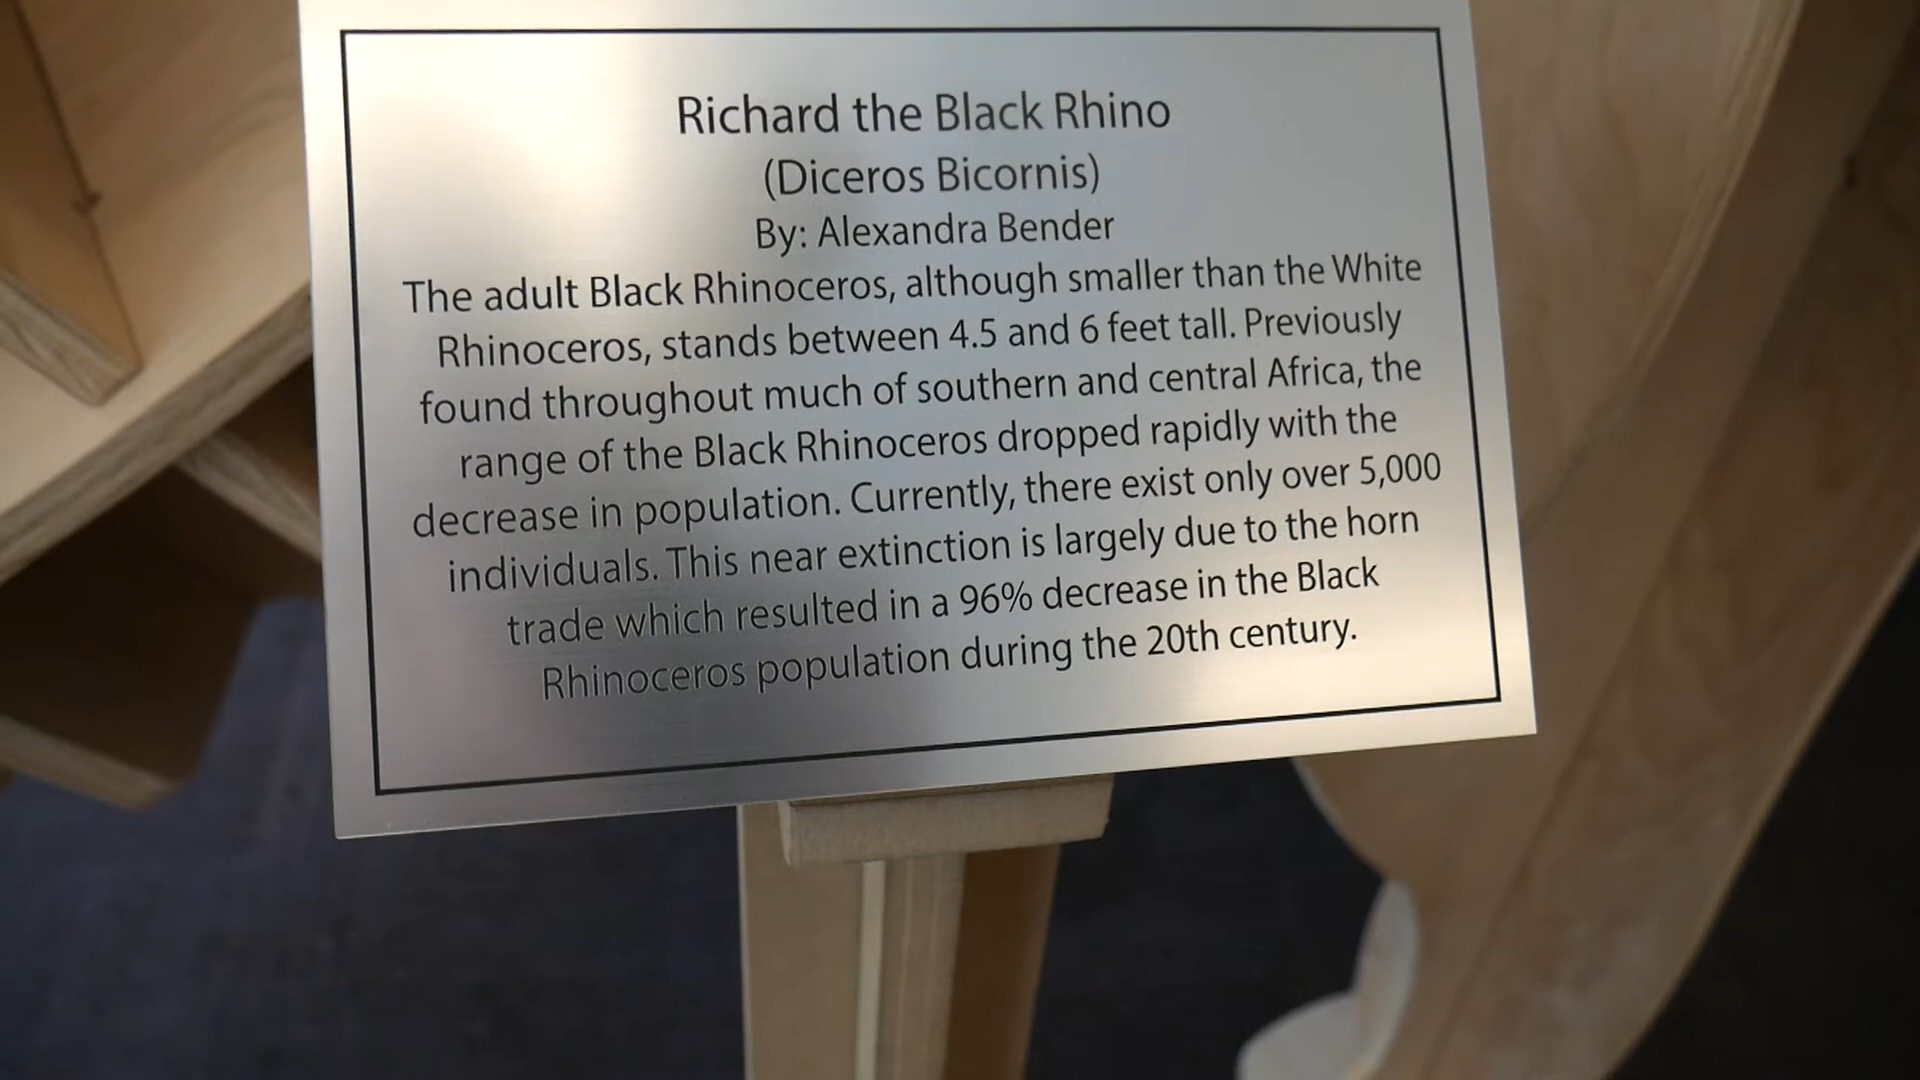 Richard the Black Rhino
(Diceros Bicornis)
By: Alexandra Bender
The adult Black Rhinoceros, although smaller than the White
Rhinoceros, stands between 4.5 and 6 feet tall. Previously
found throughout much of southern and central Africa, the
range of the Black Rhinoceros dropped rapidly with the
decrease in population. Currently, there exist only over 5,000
individuals. This near extinction is largely due to the horn
trade which resulted in a 96% decrease in the Black
Rhinoceros population during the 20th century.